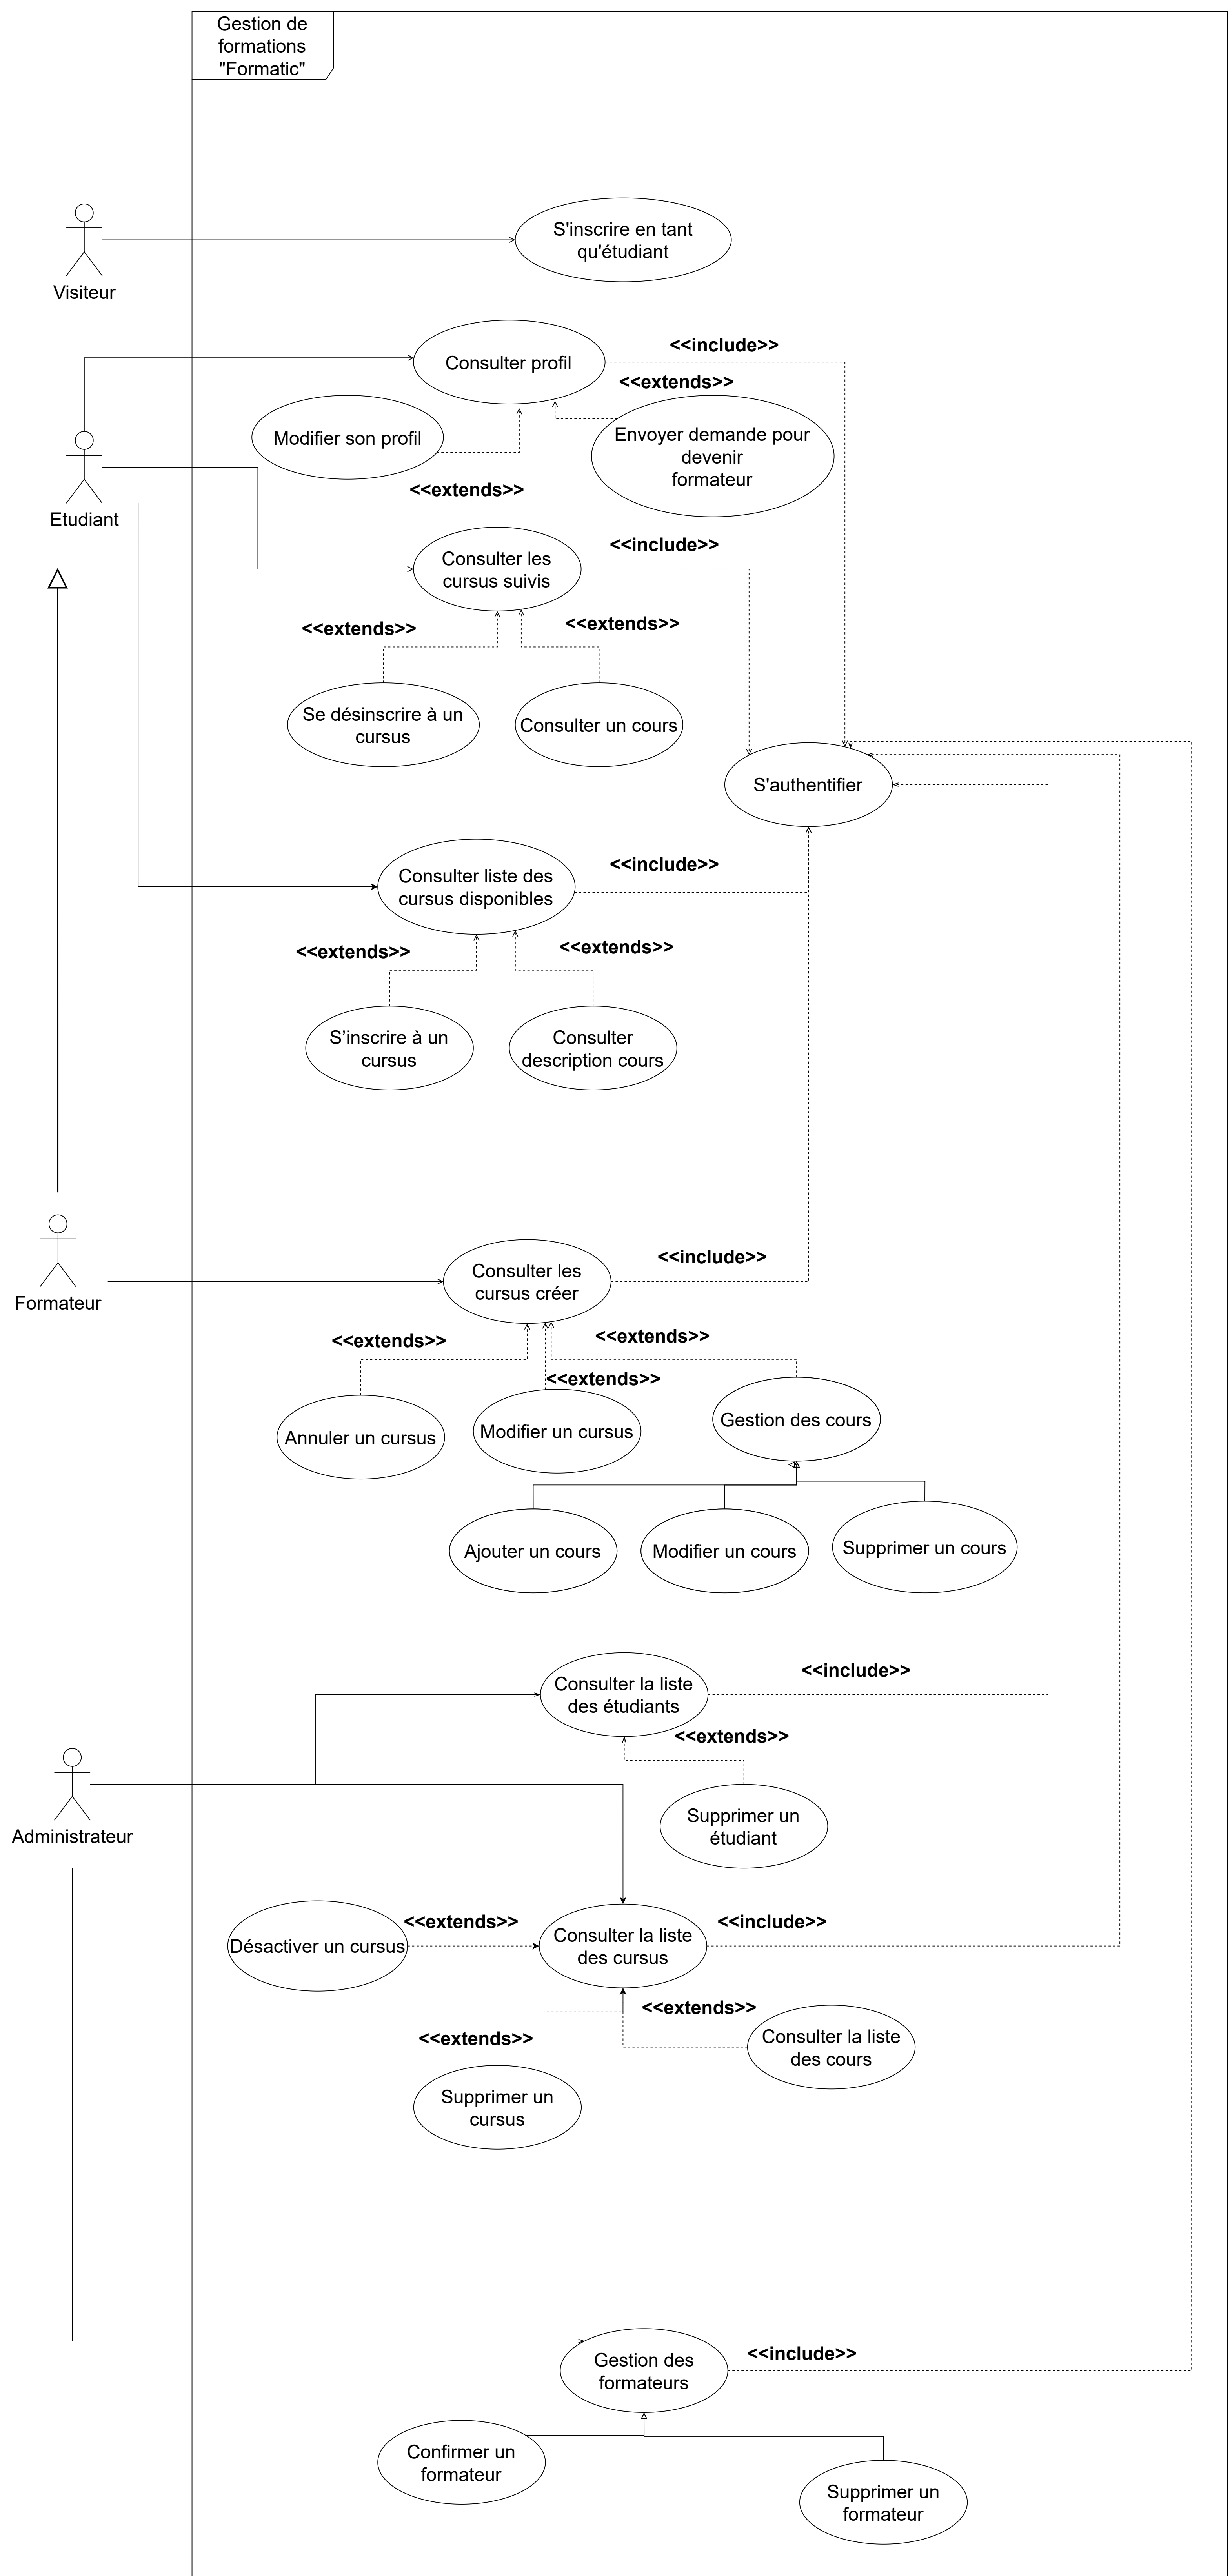 Gestion de
formations
"Formatic"
S'inscrire en tant
qu'étudiant
Visiteur
<<include>>
Consulter profil
<<extends>>
Modifier son profil
Envoyer demande pour
devenir
formateur
<<extends>>
Etudiant
<<include>>
Consulter les
cursus suivis
<<extends>>
<<extends>>
Se désinscrire à un
cursus
Consulter un cours
S'authentifier
<<include>>
Consulter liste des
cursus disponibles
<<extends>>
<<extends>>
S’inscrire à un
cursus
Consulter
description cours
<<include>>
Consulter les
cursus créer
Formateur
<<extends>>
<<extends>>
<<extends>>
Annuler un cursus
Modifier un cursus
Gestion des cours
Ajouter un cours
Modifier un cours
Supprimer un cours
<<include>>
Consulter la liste
des étudiants
<<extends>>
Supprimer un
étudiant
Administrateur
<<extends>>
<<include>>
Désactiver un cursus
Consulter la liste
des cursus
<<extends>>
<<extends>>
Consulter la liste
des cours
Supprimer un
cursus
<<include>>
Gestion des
formateurs
Confirmer un
formateur
Supprimer un
formateur